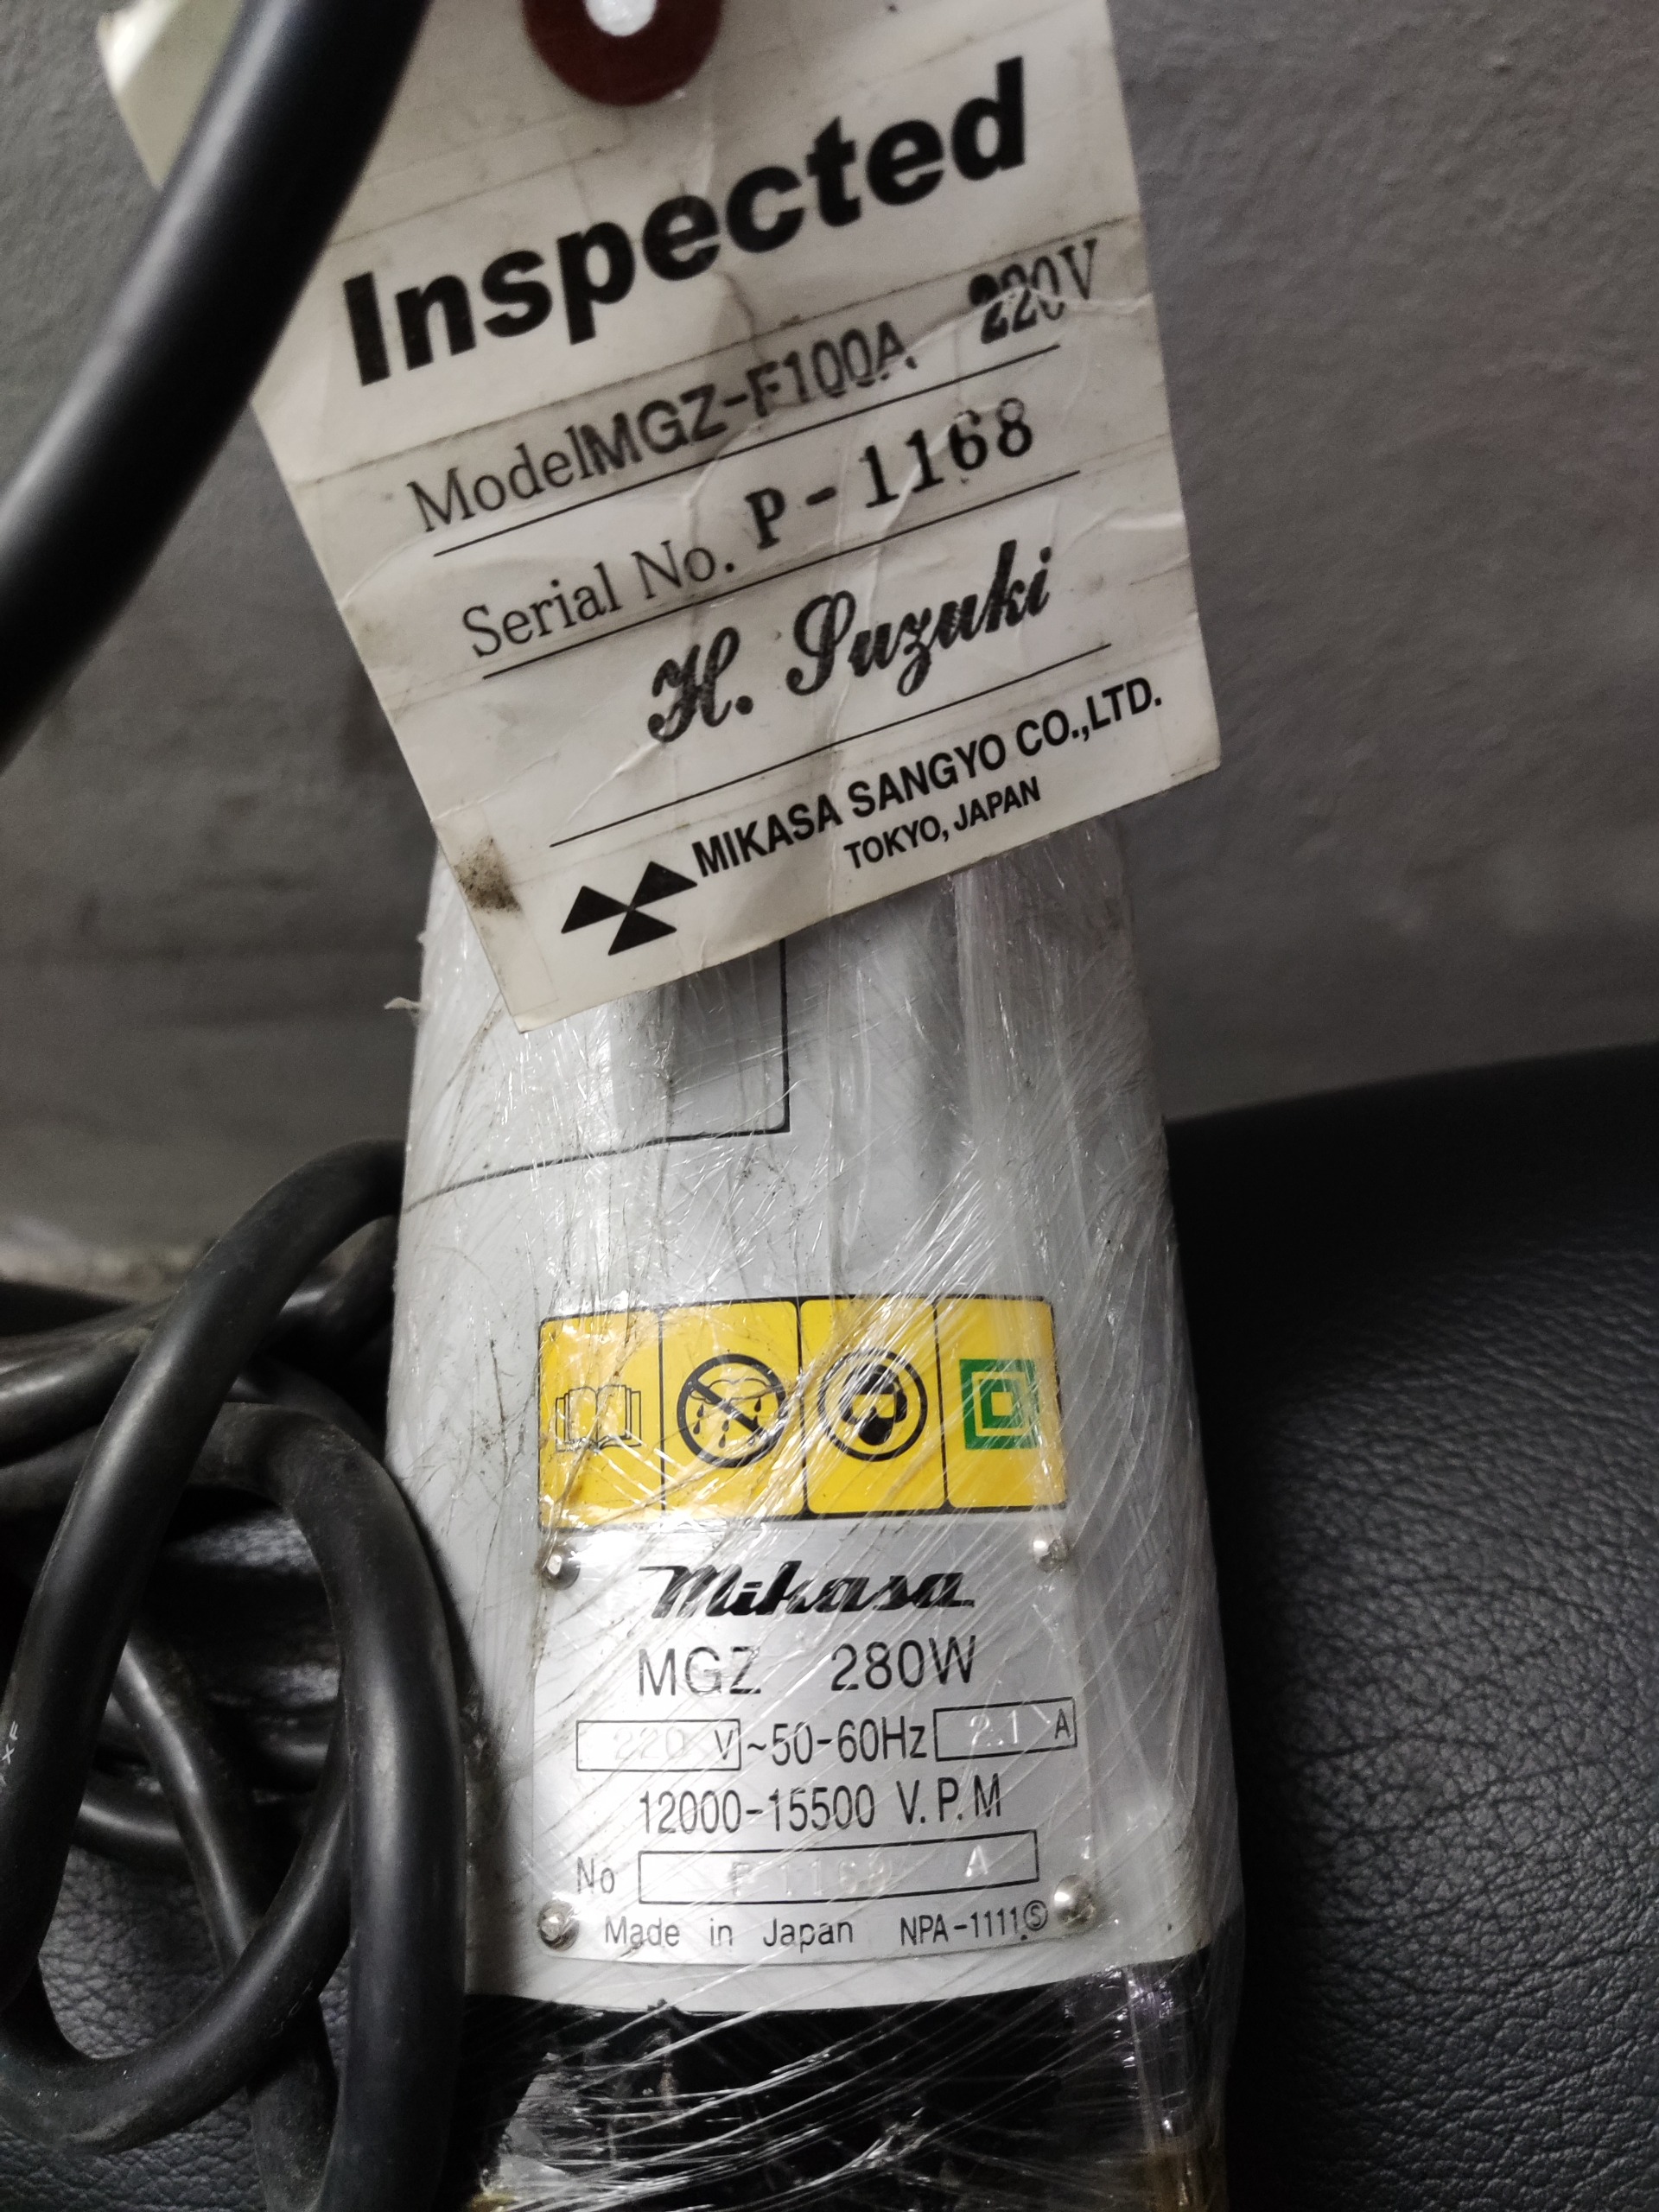 Inspected
Model MGZ-F100A 220V
Serial No. P-1168
H. Suzuki
MIKASA SANGYO CO.,LTD.
TOKYO, JAPAN
Mikasa
MGZ 280W
220 V ~50-60Hz 2.1 A
12000-15500 V.P.M
No A
Made in Japan NPA-1111Ⓢ